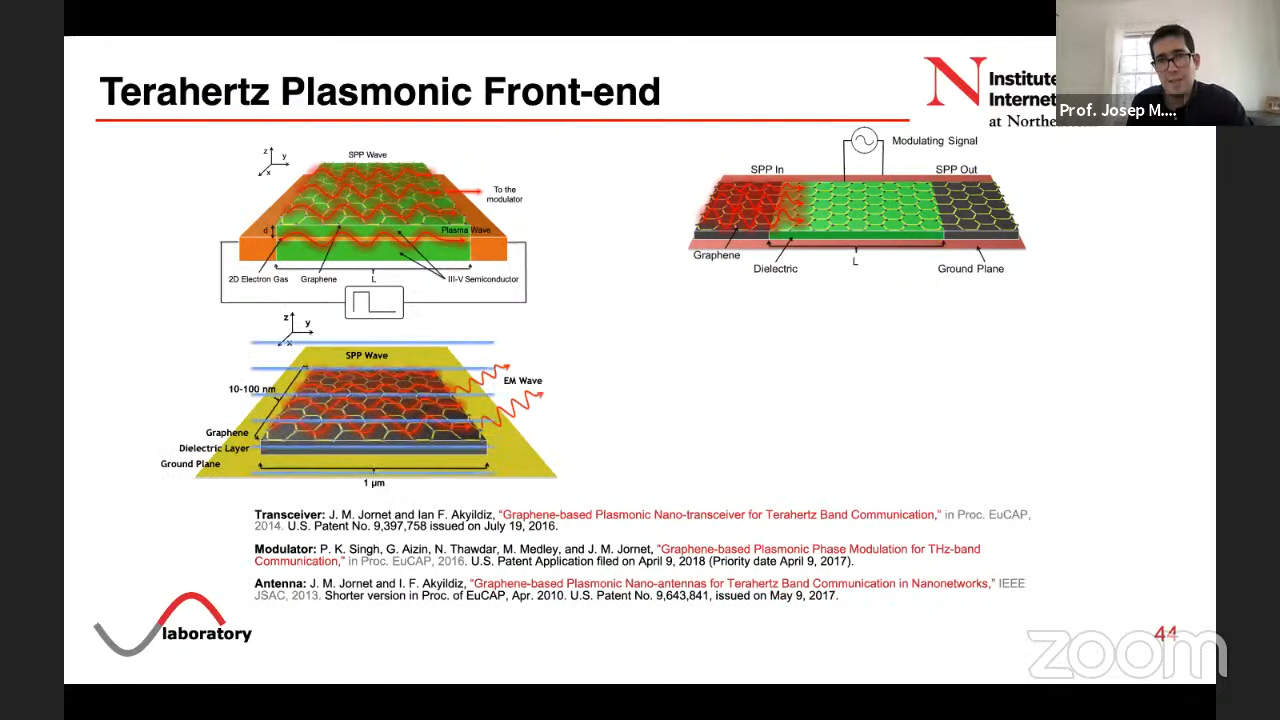 Terahertz Plasmonic Front-end
N
Institute
Internet
at Northe
Prof. Josep M....
z
y
x
SPP Wave
To the
modulator
d
Plasma Wave
2D Electron Gas
Graphene
L
III-V Semiconductor
Modulating Signal
SPP In
SPP Out
Graphene
Dielectric
L
Ground Plane
z
y
x
SPP Wave
10-100 nm
EM Wave
Graphene
Dielectric Layer
Ground Plane
1 μm
Transceiver: J. M. Jornet and Ian F. Akyildiz, “Graphene-based Plasmonic Nano-transceiver for Terahertz Band Communication,” in Proc. EuCAP,
2014. U.S. Patent No. 9,397,758 issued on July 19, 2016.
Modulator: P. K. Singh, G. Aizin, N. Thawdar, M. Medley, and J. M. Jornet, “Graphene-based Plasmonic Phase Modulation for THz-band
Communication,” in Proc. EuCAP, 2016. U.S. Patent Application filed on April 9, 2018 (Priority date April 9, 2017).
Antenna: J. M. Jornet and I. F. Akyildiz, “Graphene-based Plasmonic Nano-antennas for Terahertz Band Communication in Nanonetworks,” IEEE
JSAC, 2013. Shorter version in Proc. of EuCAP, Apr. 2010. U.S. Patent No. 9,643,841, issued on May 9, 2017.
laboratory
44
zoom